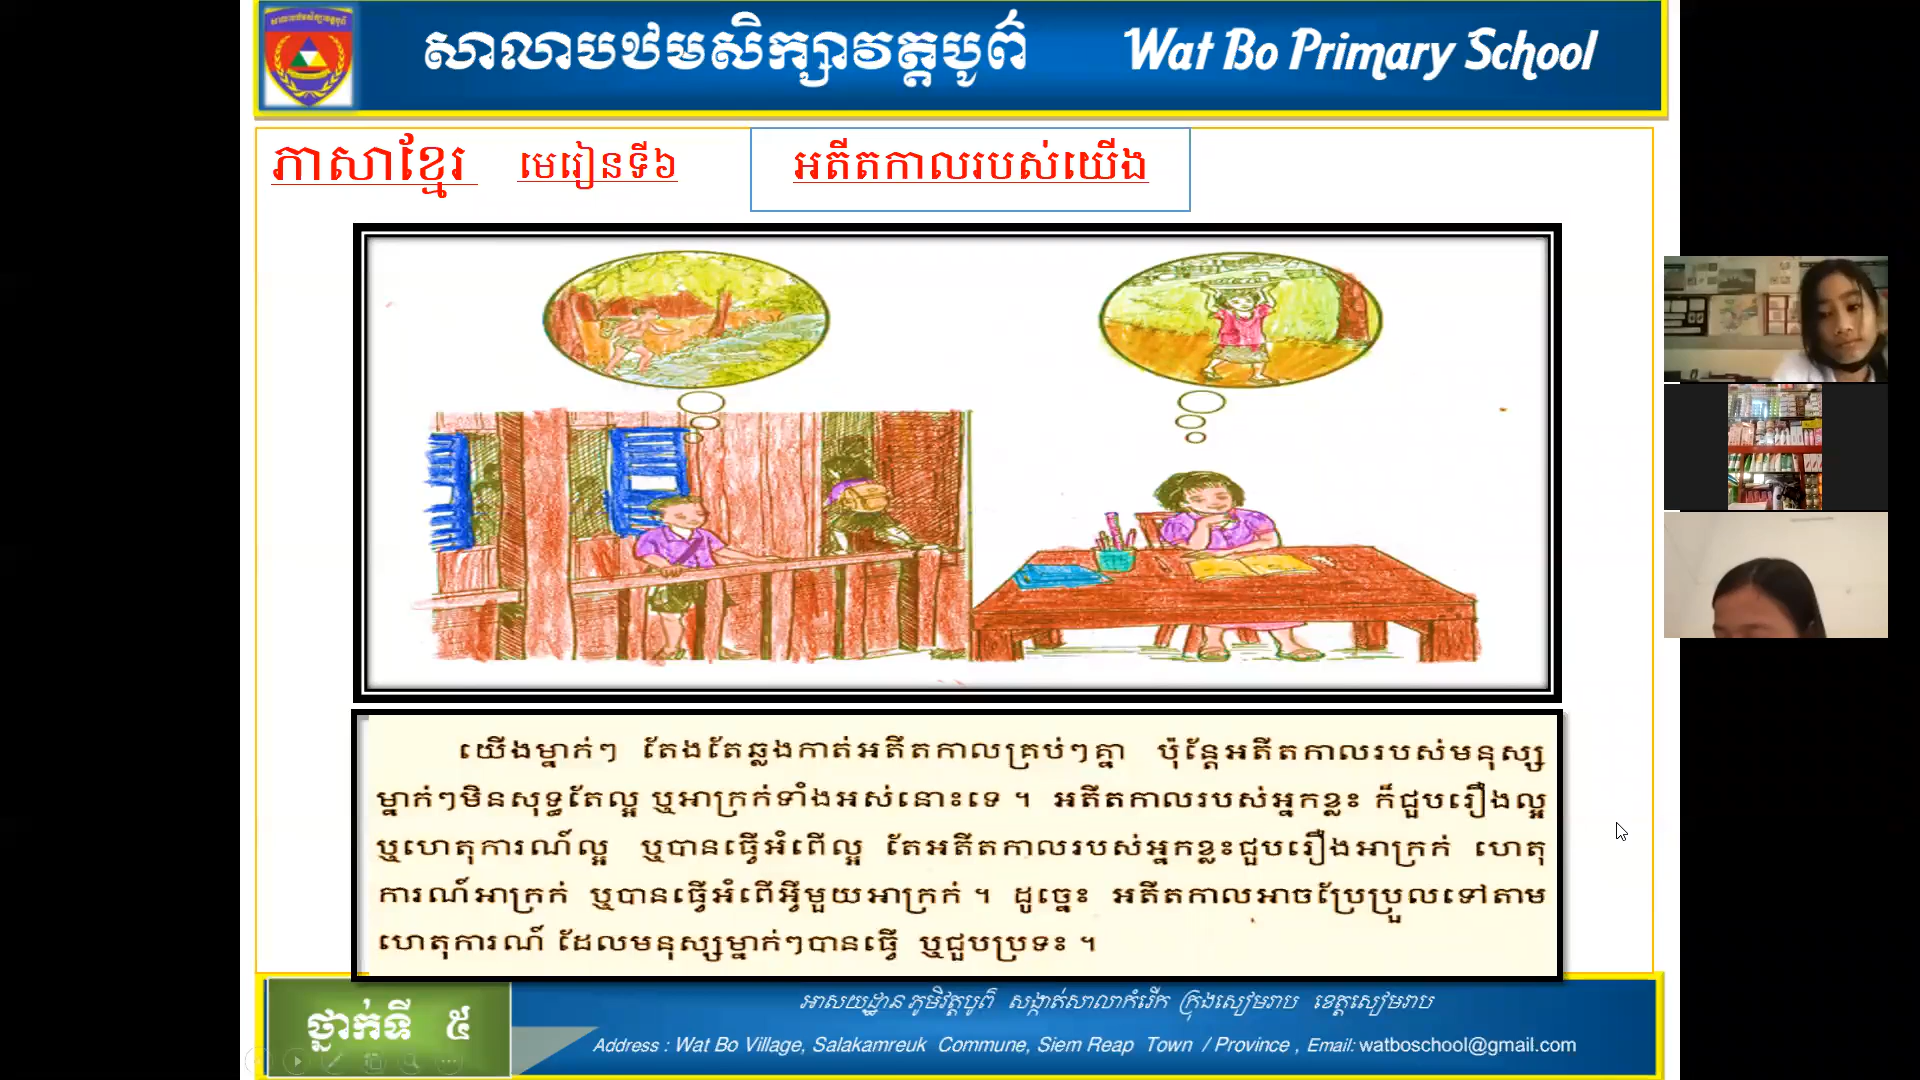 សាលាបឋមសិក្សាវត្តបូព៌ Wat Bo Primary School
ភាសាខ្មែរ មេរៀនទី៦ អតីតកាលរបស់យើង
យើងម្នាក់ៗ តែងតែឆ្លងកាត់អតីតកាលគ្រប់ៗគ្នា ប៉ុន្តែអតីតកាលរបស់មនុស្ស
ម្នាក់ៗមិនសុទ្ធតែល្អ ឬអាក្រក់ទាំងអស់នោះទេ ។ អតីតកាលរបស់អ្នកខ្លះ ក៏ជួបរឿងល្អ
ឬហេតុការណ៍ល្អ ឬបានធ្វើអំពើល្អ តែអតីតកាលរបស់អ្នកខ្លះជួបរឿងអាក្រក់ ហេតុ
ការណ៍អាក្រក់ ឬបានធ្វើអំពើអ្វីមួយអាក្រក់ ។ ដូច្នេះ អតីតកាលអាចប្រែប្រួលទៅតាម
ហេតុការណ៍ ដែលមនុស្សម្នាក់ៗបានធ្វើ ឬជួបប្រទះ ។
ថ្នាក់ទី ៥
អាសយដ្ឋាន ភូមិវត្តបូព៌ សង្កាត់សាលាកំរើក ក្រុងសៀមរាប ខេត្តសៀមរាប
Address : Wat Bo Village, Salakamreuk Commune, Siem Reap Town / Province , Email: watboschool@gmail.com